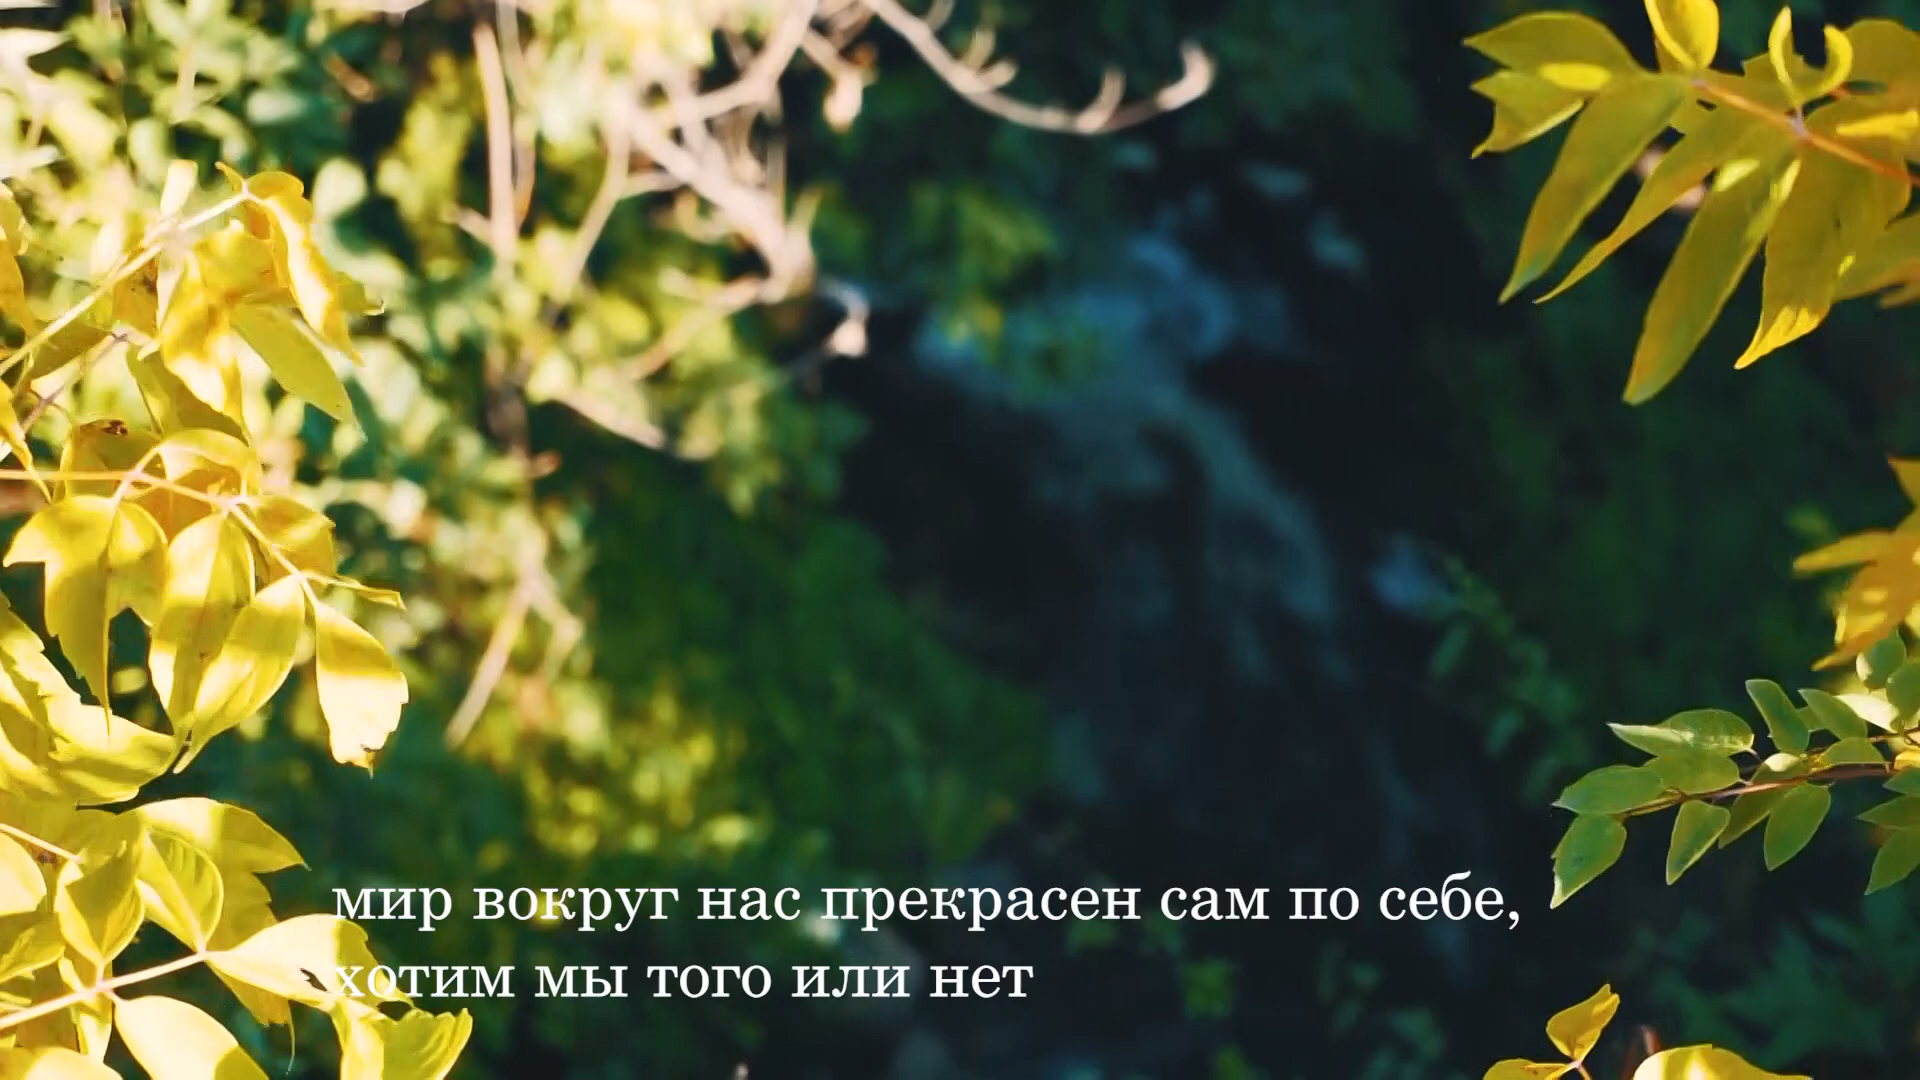 мир вокруг нас прекрасен сам по себе,
хотим мы того или нет